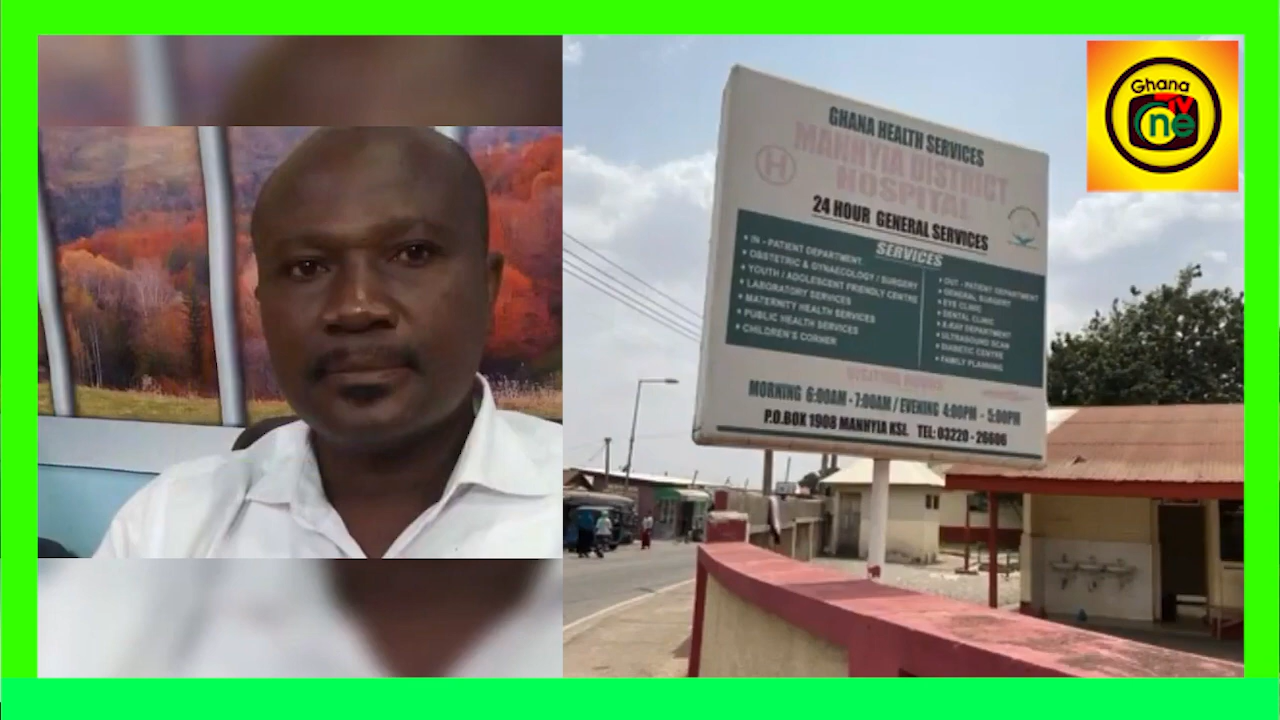 Ghana
TV
One
GHANA HEALTH SERVICES
MANHYIA DISTRICT
HOSPITAL
H
24 HOUR GENERAL SERVICES
SERVICES
• IN - PATIENT DEPARTMENT
• OBSTETRIC & GYNAECOLOGY / SURGERY
• YOUTH / ADOLESCENT FRIENDLY CENTRE
• LABORATORY SERVICES
• MATERNITY HEALTH SERVICES
• PUBLIC HEALTH SERVICES
• CHILDREN'S CORNER
• OUT - PATIENT DEPARTMENT
• GENERAL SURGERY
• EYE CLINIC
• DENTAL CLINIC
• X-RAY DEPARTMENT
• ULTRASOUND SCAN
• DIABETIC CENTRE
• FAMILY PLANNING
VISITING HOURS
MORNING 6:00AM - 7:00AM / EVENING 4:00PM - 5:00PM
P.O.BOX 1908 MANHYIA KSI. TEL: 03220 - 26606